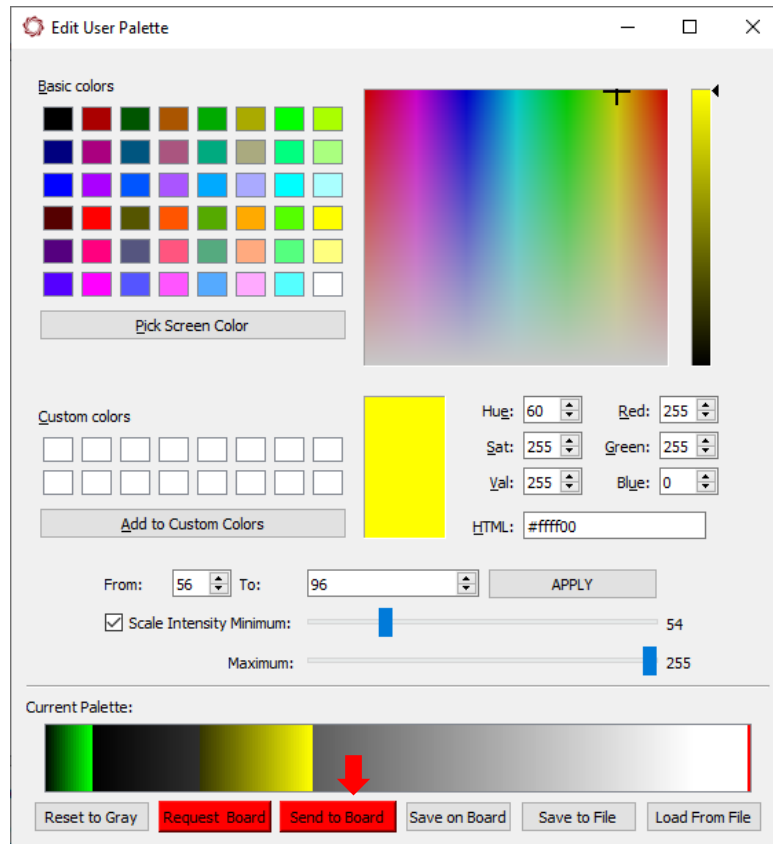 Edit User Palette
Basic colors
Pick Screen Color
Custom colors
Add to Custom Colors
Hue: 60 Red: 255
Sat: 255 Green: 255
Val: 255 Blue: 0
HTML: #ffff00
From: 56 To: 96 APPLY
Scale Intensity Minimum: 54
Maximum: 255
Current Palette:
Reset to Gray Request Board Send to Board Save on Board Save to File Load From File